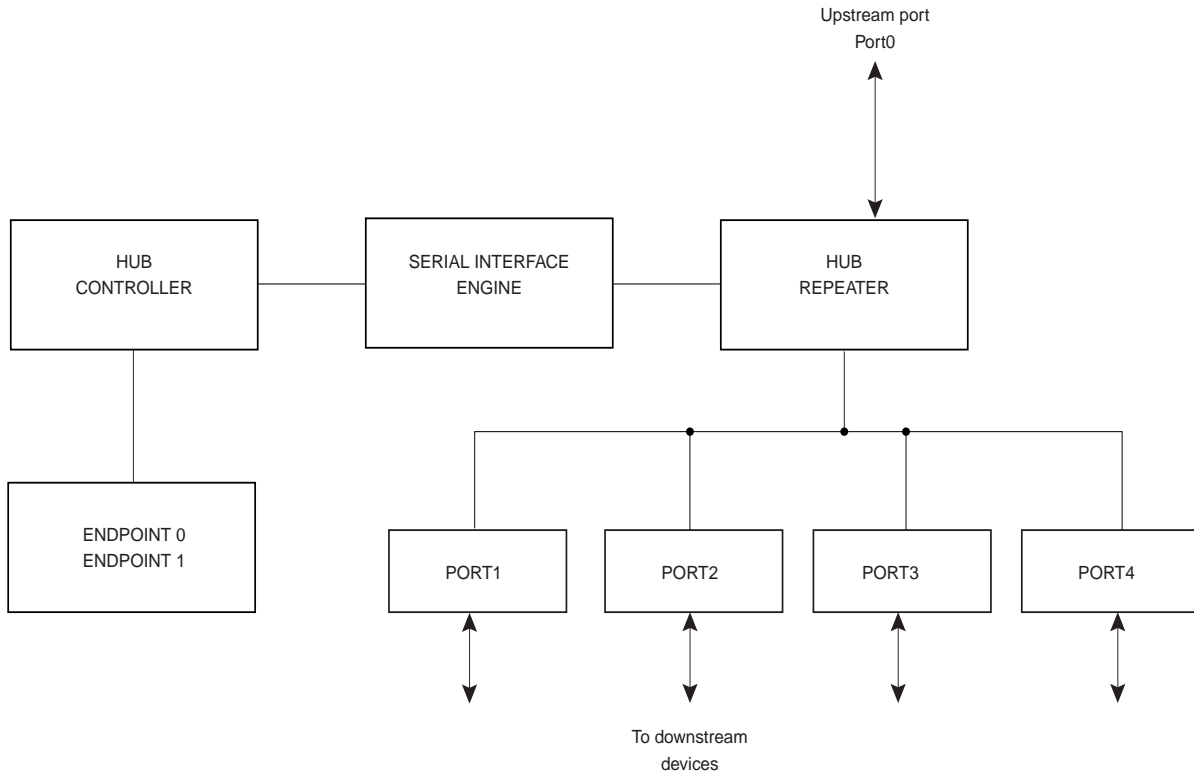 Upstream port
Port0
HUB
CONTROLLER
SERIAL INTERFACE
ENGINE
HUB
REPEATER
ENDPOINT 0
ENDPOINT 1
PORT1
PORT2
PORT3
PORT4
To downstream
devices